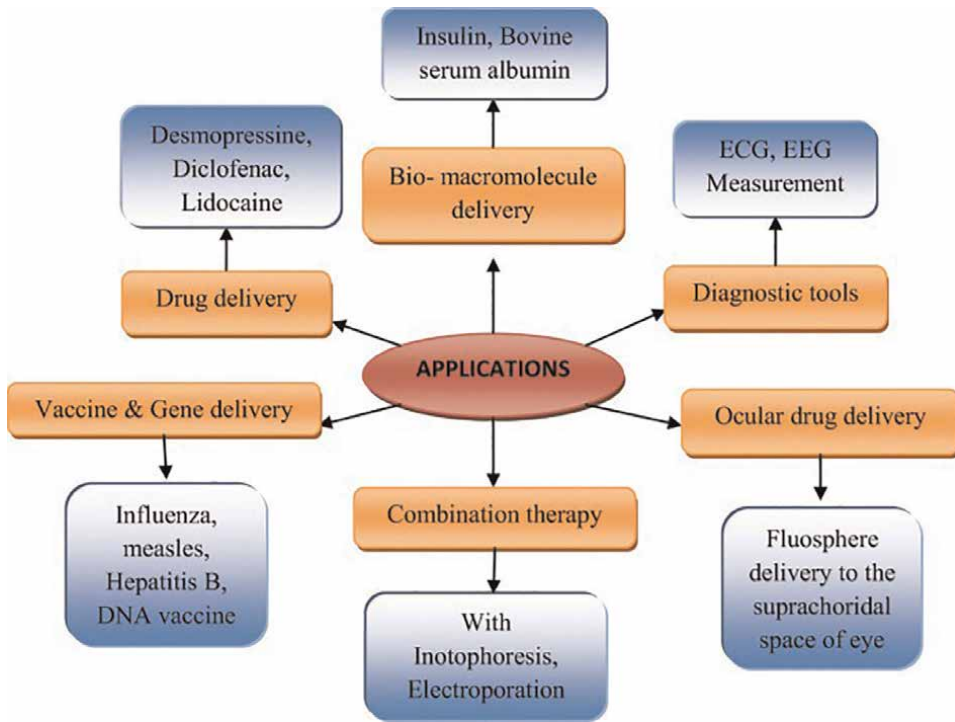 Insulin, Bovine
serum albumin
Desmopressine,
Diclofenac,
Lidocaine
Bio- macromolecule
delivery
ECG, EEG
Measurement
Drug delivery
Diagnostic tools
APPLICATIONS
Vaccine & Gene delivery
Ocular drug delivery
Influenza,
measles,
Hepatitis B,
DNA vaccine
Combination therapy
Fluosphere
delivery to the
suprachoridal
space of eye
With
Inotophoresis,
Electroporation